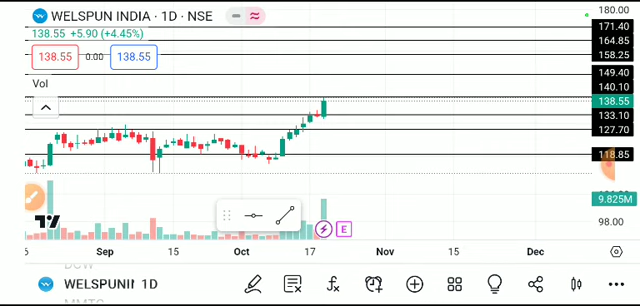 WELSPUN INDIA · 1D · NSE
138.55 +5.90 (+4.45%)
138.55 0.00 138.55
Vol
180.00
171.40
164.85
158.25
149.40
140.10
138.55
133.10
127.70
118.85
9.825M
98.00
E
Sep 15 Oct 17 Nov 15 Dec
WELSPUNI 1D